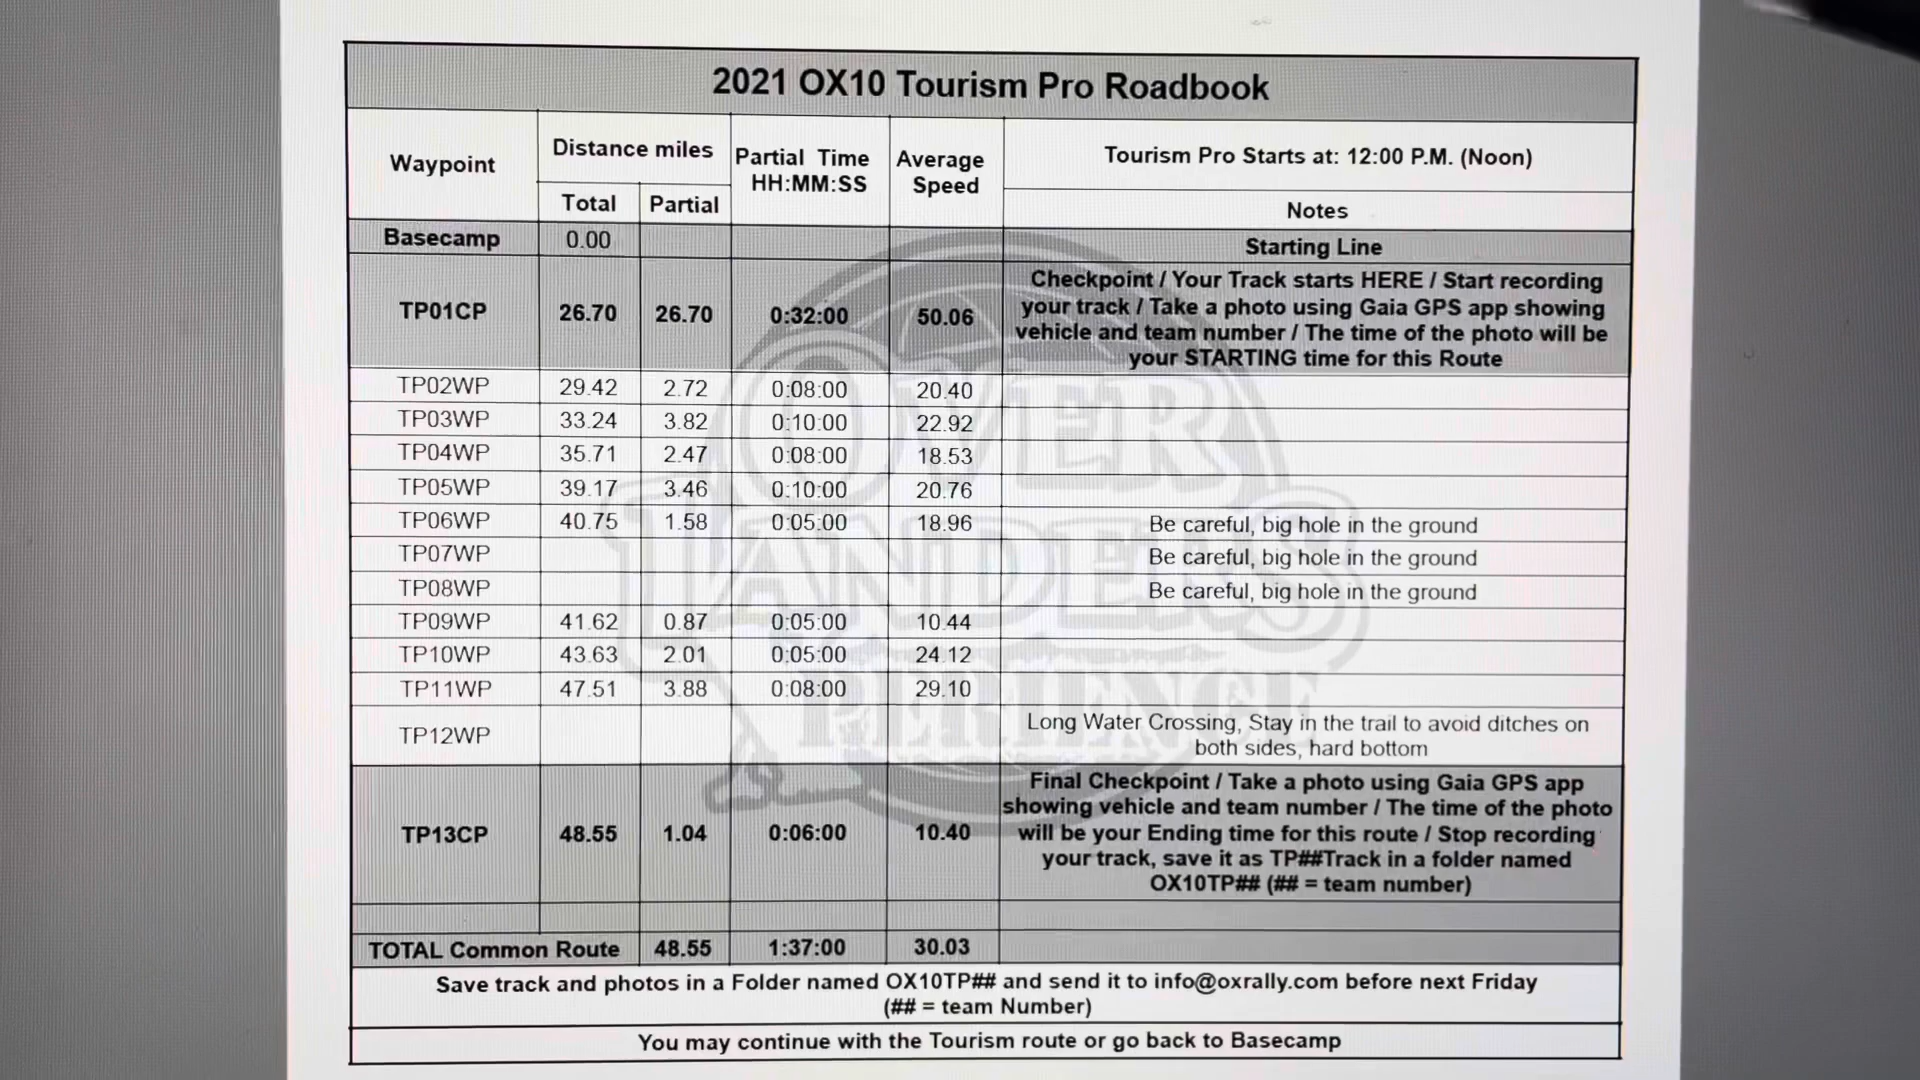 2021 OX10 Tourism Pro Roadbook
Waypoint
Distance miles
Total Partial
Partial Time
HH:MM:SS
Average
Speed
Tourism Pro Starts at: 12:00 P.M. (Noon)
Notes
Basecamp 0.00 Starting Line
TP01CP 26.70 26.70 0:32:00 50.06
Checkpoint / Your Track starts HERE / Start recording
your track / Take a photo using Gaia GPS app showing
vehicle and team number / The time of the photo will be
your STARTING time for this Route
TP02WP 29.42 2.72 0:08:00 20.40
TP03WP 33.24 3.82 0:10:00 22.92
TP04WP 35.71 2.47 0:08:00 18.53
TP05WP 39.17 3.46 0:10:00 20.76
TP06WP 40.75 1.58 0:05:00 18.96 Be careful, big hole in the ground
TP07WP Be careful, big hole in the ground
TP08WP Be careful, big hole in the ground
TP09WP 41.62 0.87 0:05:00 10.44
TP10WP 43.63 2.01 0:05:00 24.12
TP11WP 47.51 3.88 0:08:00 29.10
TP12WP
Long Water Crossing, Stay in the trail to avoid ditches on
both sides, hard bottom
TP13CP 48.55 1.04 0:06:00 10.40
Final Checkpoint / Take a photo using Gaia GPS app
showing vehicle and team number / The time of the photo
will be your Ending time for this route / Stop recording
your track, save it as TP##Track in a folder named
OX10TP## (## = team number)
TOTAL Common Route 48.55 1:37:00 30.03
Save track and photos in a Folder named OX10TP## and send it to info@oxrally.com before next Friday
(## = team Number)
You may continue with the Tourism route or go back to Basecamp
OVER
LANDERS
XPERIENCE